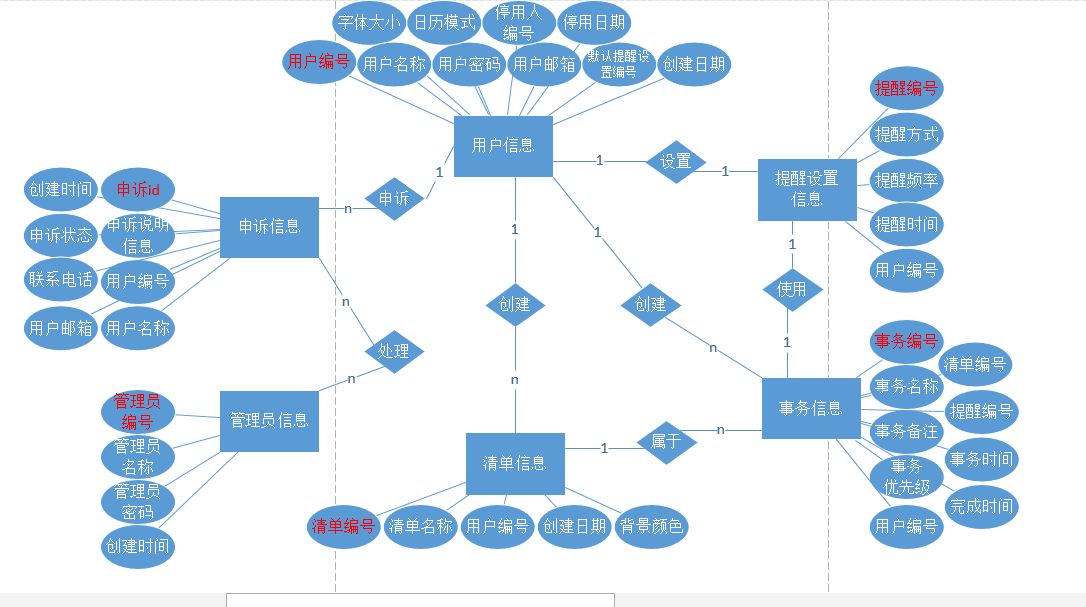 字体大小
日历模式
停用人
编号
停用日期
用户编号
用户名称
用户密码
用户邮箱
默认提醒设
置编号
创建日期
用户信息
1
设置
1
提醒设置
信息
提醒编号
提醒方式
提醒频率
提醒时间
用户编号
创建时间
申诉id
申诉状态
申诉说明
信息
联系电话
用户编号
用户邮箱
用户名称
申诉信息
n
申诉
1
1
创建
n
1
创建
n
1
使用
1
n
处理
n
管理员
编号
管理员
名称
管理员
密码
创建时间
管理员信息
事务信息
事务编号
清单编号
事务名称
提醒编号
事务备注
事务时间
事务
优先级
完成时间
用户编号
清单信息
1
属于
n
清单编号
清单名称
用户编号
创建日期
背景颜色